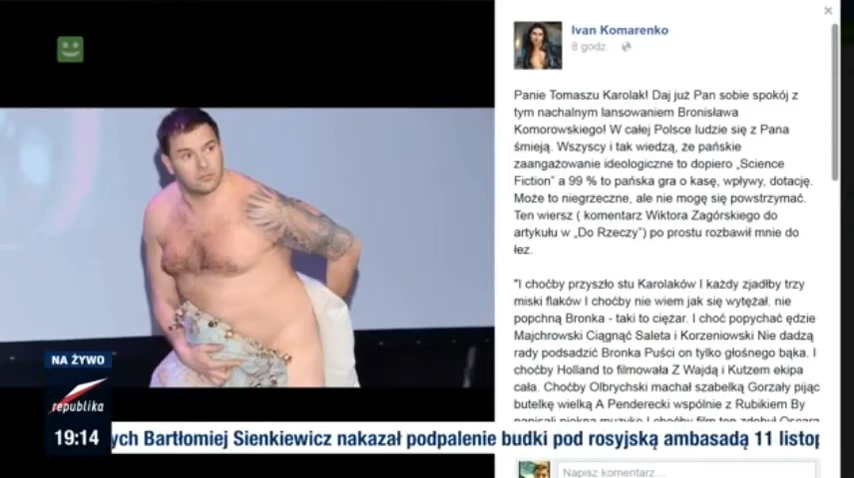 Ivan Komarenko
8 godz.
Panie Tomaszu Karolak! Daj już Pan sobie spokój z
tym nachalnym lansowaniem Bronisława
Komorowskiego! W całej Polsce ludzie się z Pana
śmieją. Wszyscy i tak wiedzą, że pańskie
zaangażowanie ideologiczne to dopiero „Science
Fiction” a 99 % to pańska gra o kasę, wpływy, dotację.
Może to niegrzeczne, ale nie mogę się powstrzymać.
Ten wiersz ( komentarz Wiktora Zagórskiego do
artykułu w „Do Rzeczy”) po prostu rozbawił mnie do
łez.
"I choćby przyszło stu Karolaków I każdy zjadłby trzy
miski flaków I choćby nie wiem jak się wytężał. nie
popchną Bronka - taki to ciężar. I choć popychać ędzie
Majchrowski Ciągnąć Saleta i Korzeniowski Nie dadzą
rady podsadzić Bronka Puści on tylko głośnego bąka. I
choćby Holland to filmowała Z Wajdą i Kutzem ekipa
cała. Choćby Olbrychski machał szabelką Gorzały pijąc
butelkę wielką A Penderecki wspólnie z Rubikiem By
napisali piękną muzykę I choćby film ten zdobył Oscara
NA ŻYWO
republika
19:14
ych Bartłomiej Sienkiewicz nakazał podpalenie budki pod rosyjską ambasadą 11 listop
Napisz komentarz...